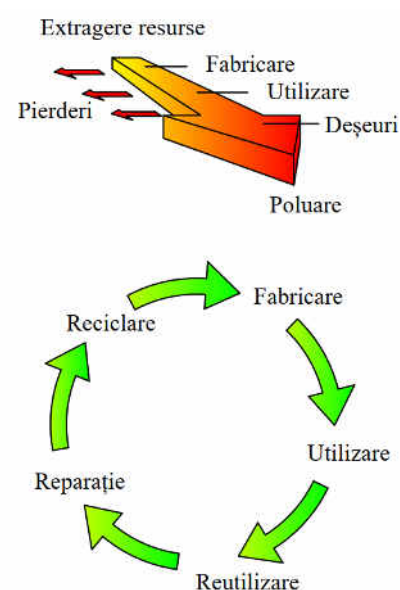 Extragere resurse
Fabricare
Utilizare
Pierderi
Deșeuri
Poluare
Fabricare
Reciclare
Utilizare
Reparație
Reutilizare